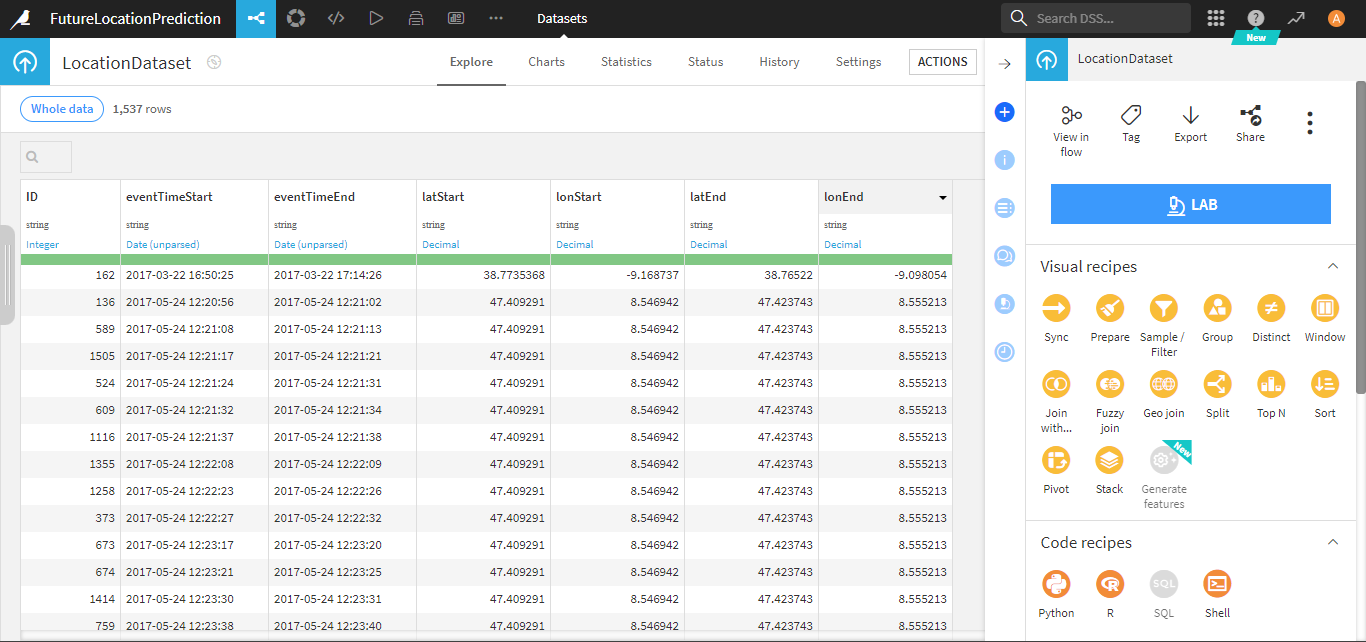 FutureLocationPrediction Datasets Search DSS... A
New
LocationDataset Explore Charts Statistics Status History Settings ACTIONS LocationDataset
Whole data 1,537 rows
View in flow Tag Export Share
LAB
ID eventTimeStart eventTimeEnd latStart lonStart latEnd lonEnd
string string string string string string string
Integer Date (unparsed) Date (unparsed) Decimal Decimal Decimal Decimal
162 2017-03-22 16:50:25 2017-03-22 17:14:26 38.7735368 -9.168737 38.76522 -9.098054
136 2017-05-24 12:20:56 2017-05-24 12:21:02 47.409291 8.546942 47.423743 8.555213
589 2017-05-24 12:21:08 2017-05-24 12:21:13 47.409291 8.546942 47.423743 8.555213
1505 2017-05-24 12:21:17 2017-05-24 12:21:21 47.409291 8.546942 47.423743 8.555213
524 2017-05-24 12:21:24 2017-05-24 12:21:31 47.409291 8.546942 47.423743 8.555213
609 2017-05-24 12:21:32 2017-05-24 12:21:34 47.409291 8.546942 47.423743 8.555213
1116 2017-05-24 12:21:37 2017-05-24 12:21:38 47.409291 8.546942 47.423743 8.555213
1355 2017-05-24 12:22:08 2017-05-24 12:22:09 47.409291 8.546942 47.423743 8.555213
1258 2017-05-24 12:22:23 2017-05-24 12:22:26 47.409291 8.546942 47.423743 8.555213
373 2017-05-24 12:22:27 2017-05-24 12:22:32 47.409291 8.546942 47.423743 8.555213
673 2017-05-24 12:23:17 2017-05-24 12:23:20 47.409291 8.546942 47.423743 8.555213
674 2017-05-24 12:23:21 2017-05-24 12:23:25 47.409291 8.546942 47.423743 8.555213
1414 2017-05-24 12:23:30 2017-05-24 12:23:31 47.409291 8.546942 47.423743 8.555213
759 2017-05-24 12:23:38 2017-05-24 12:23:40 47.409291 8.546942 47.423743 8.555213
Visual recipes
Sync Prepare Sample / Filter Group Distinct Window
Join with... Fuzzy join Geo join Split Top N Sort
New
Pivot Stack Generate features
Code recipes
SQL
Python R SQL Shell